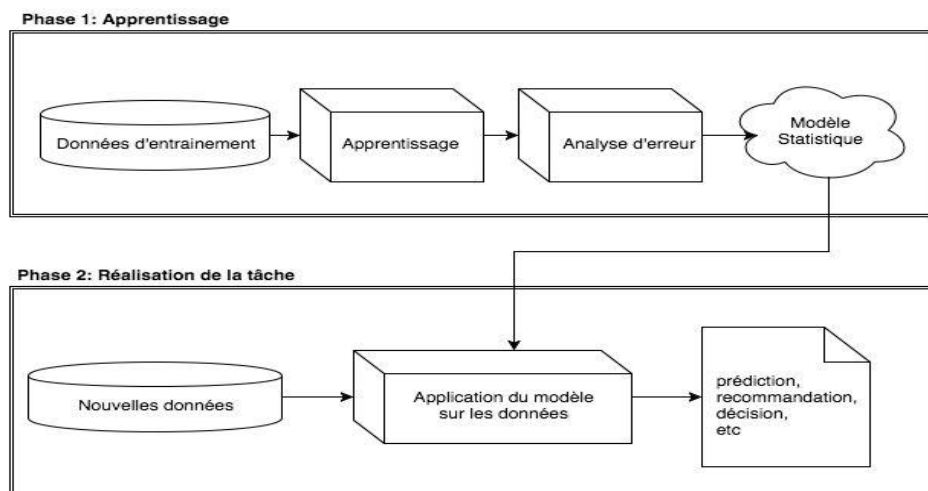 Phase 1: Apprentissage
Données d'entrainement
Apprentissage
Analyse d'erreur
Modèle
Statistique
Phase 2: Réalisation de la tâche
Nouvelles données
Application du modèle
sur les données
prédiction,
recommandation,
décision,
etc